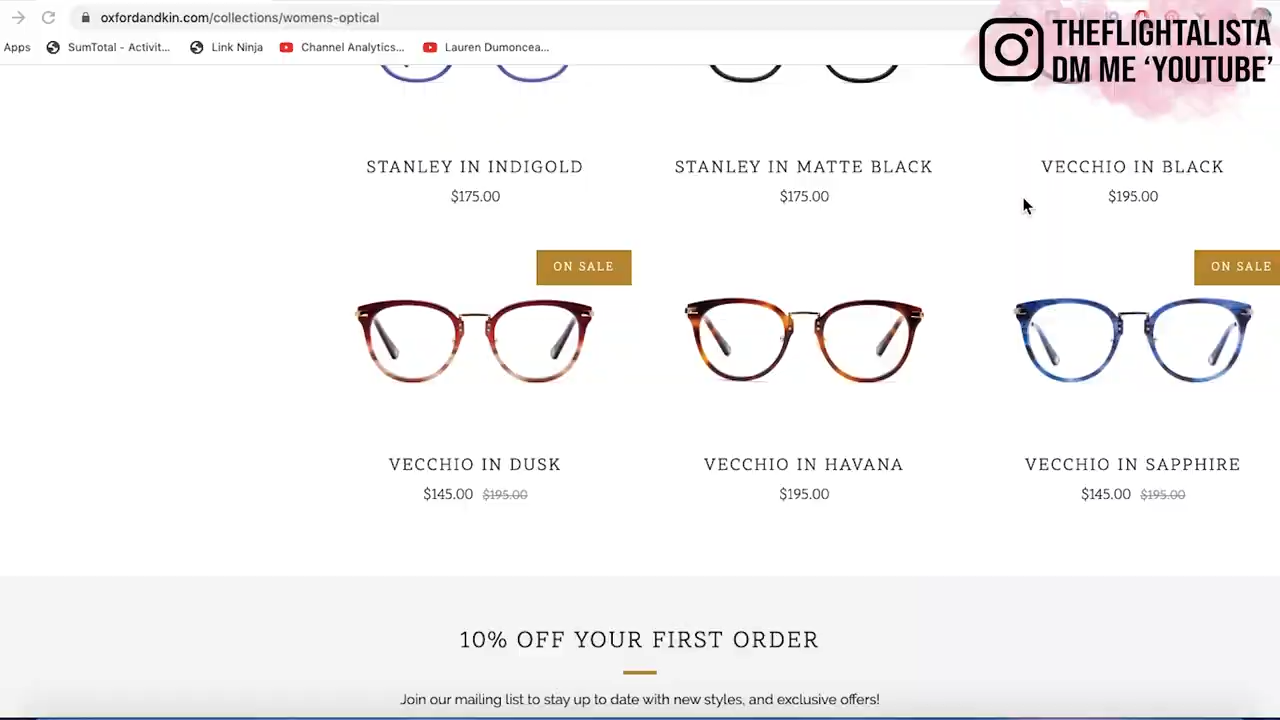 oxfordandkin.com/collections/womens-optical
Apps
SumTotal - Activit...
Link Ninja
Channel Analytics...
Lauren Dumoncea...
THEFLIGHTALISTA
DM ME ‘YOUTUBE’
STANLEY IN INDIGOLD
$175.00
STANLEY IN MATTE BLACK
$175.00
VECCHIO IN BLACK
$195.00
ON SALE
ON SALE
VECCHIO IN DUSK
$145.00 $195.00
VECCHIO IN HAVANA
$195.00
VECCHIO IN SAPPHIRE
$145.00 $195.00
10% OFF YOUR FIRST ORDER
Join our mailing list to stay up to date with new styles, and exclusive offers!